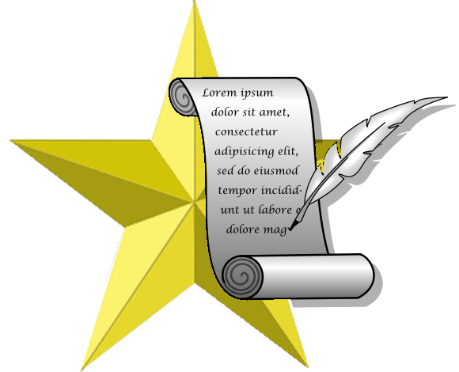 Lorem ipsum
dolor sit amet,
consectetur
adipisicing elit,
sed do eiusmod
tempor incidid-
unt ut labore e
dolore mag